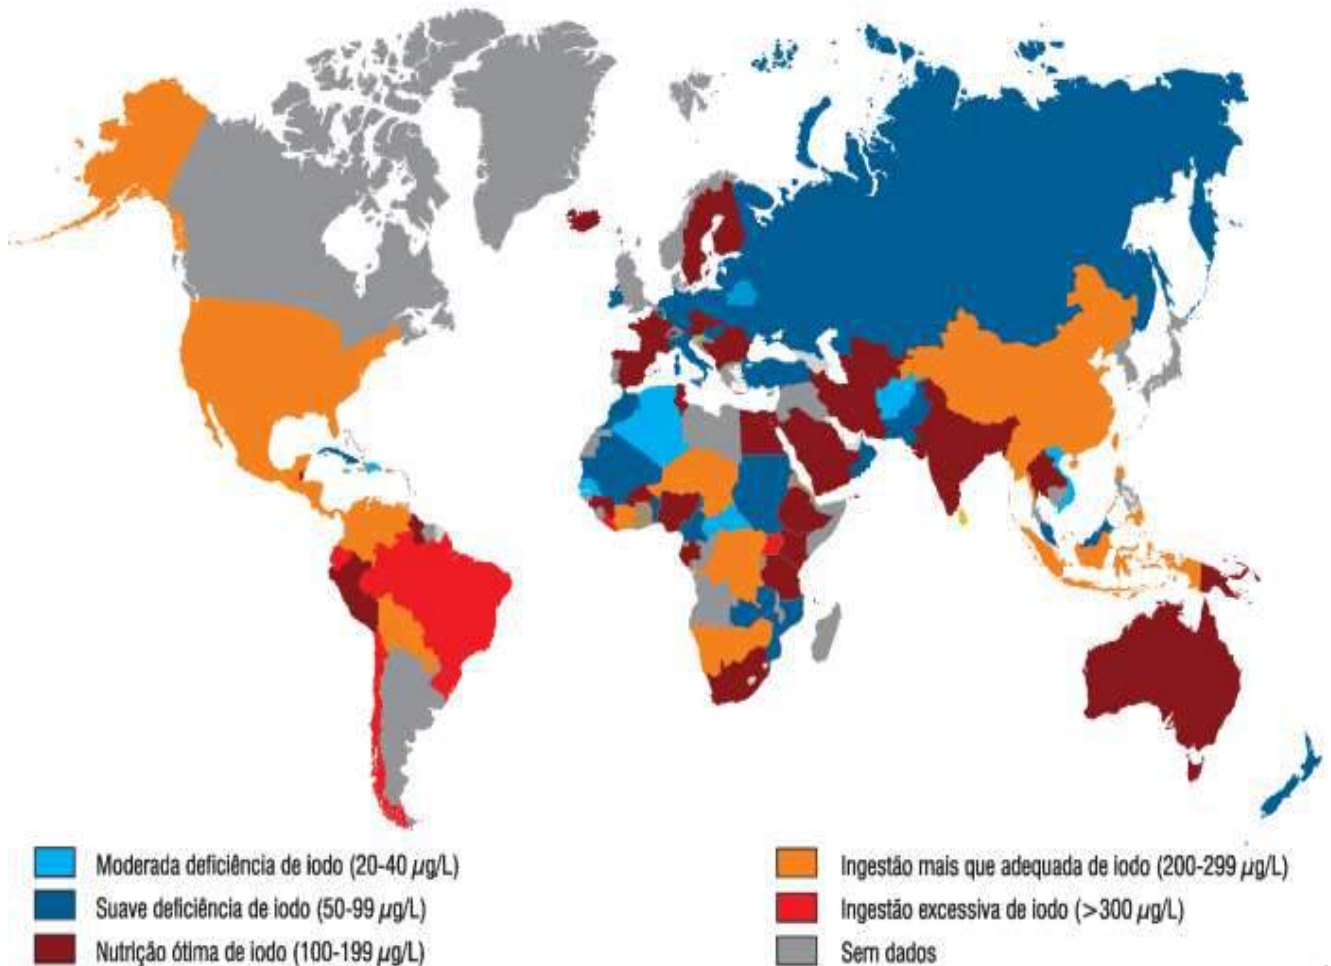 Moderada deficiência de iodo (20-40 µg/L)
Suave deficiência de iodo (50-99 µg/L)
Nutrição ótima de iodo (100-199 µg/L)
Ingestão mais que adequada de iodo (200-299 µg/L)
Ingestão excessiva de iodo (>300 µg/L)
Sem dados